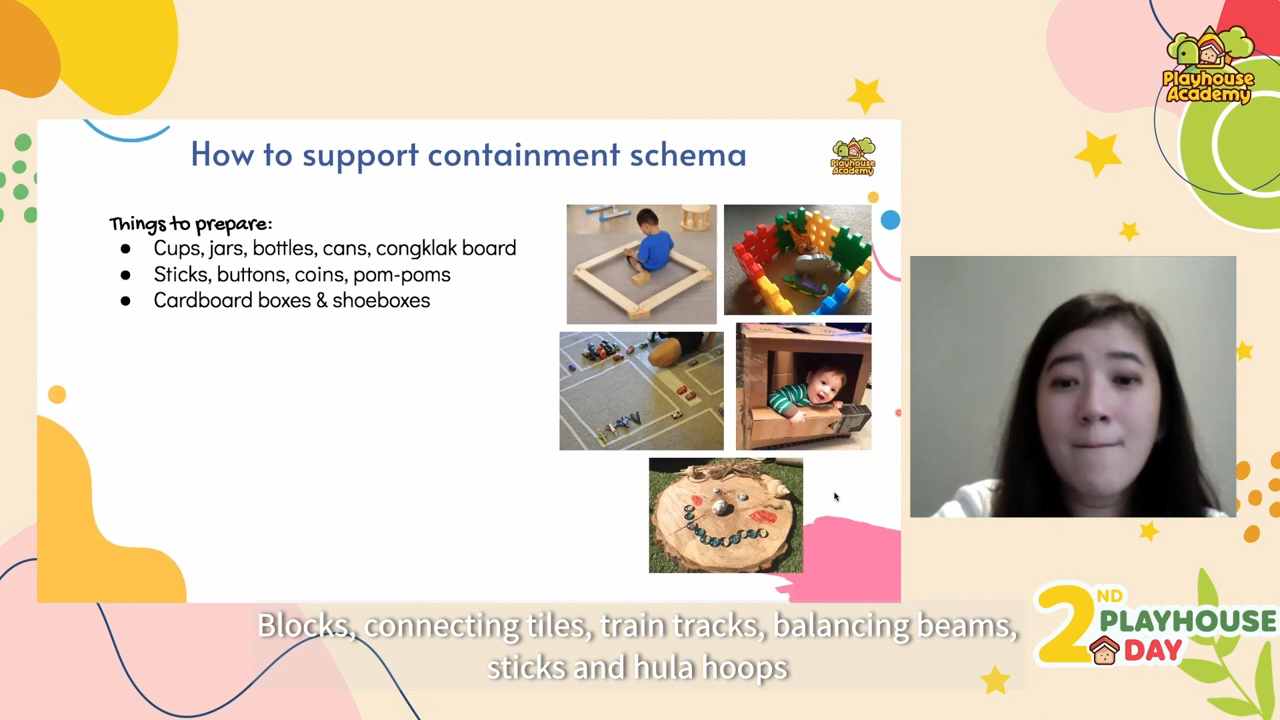 Playhouse
Academy
How to support containment schema
Playhouse
Academy
Things to prepare:
● Cups, jars, bottles, cans, congklak board
● Sticks, buttons, coins, pom-poms
● Cardboard boxes & shoeboxes
Blocks, connecting tiles, train tracks, balancing beams,
sticks and hula hoops
2ND PLAYHOUSE
DAY